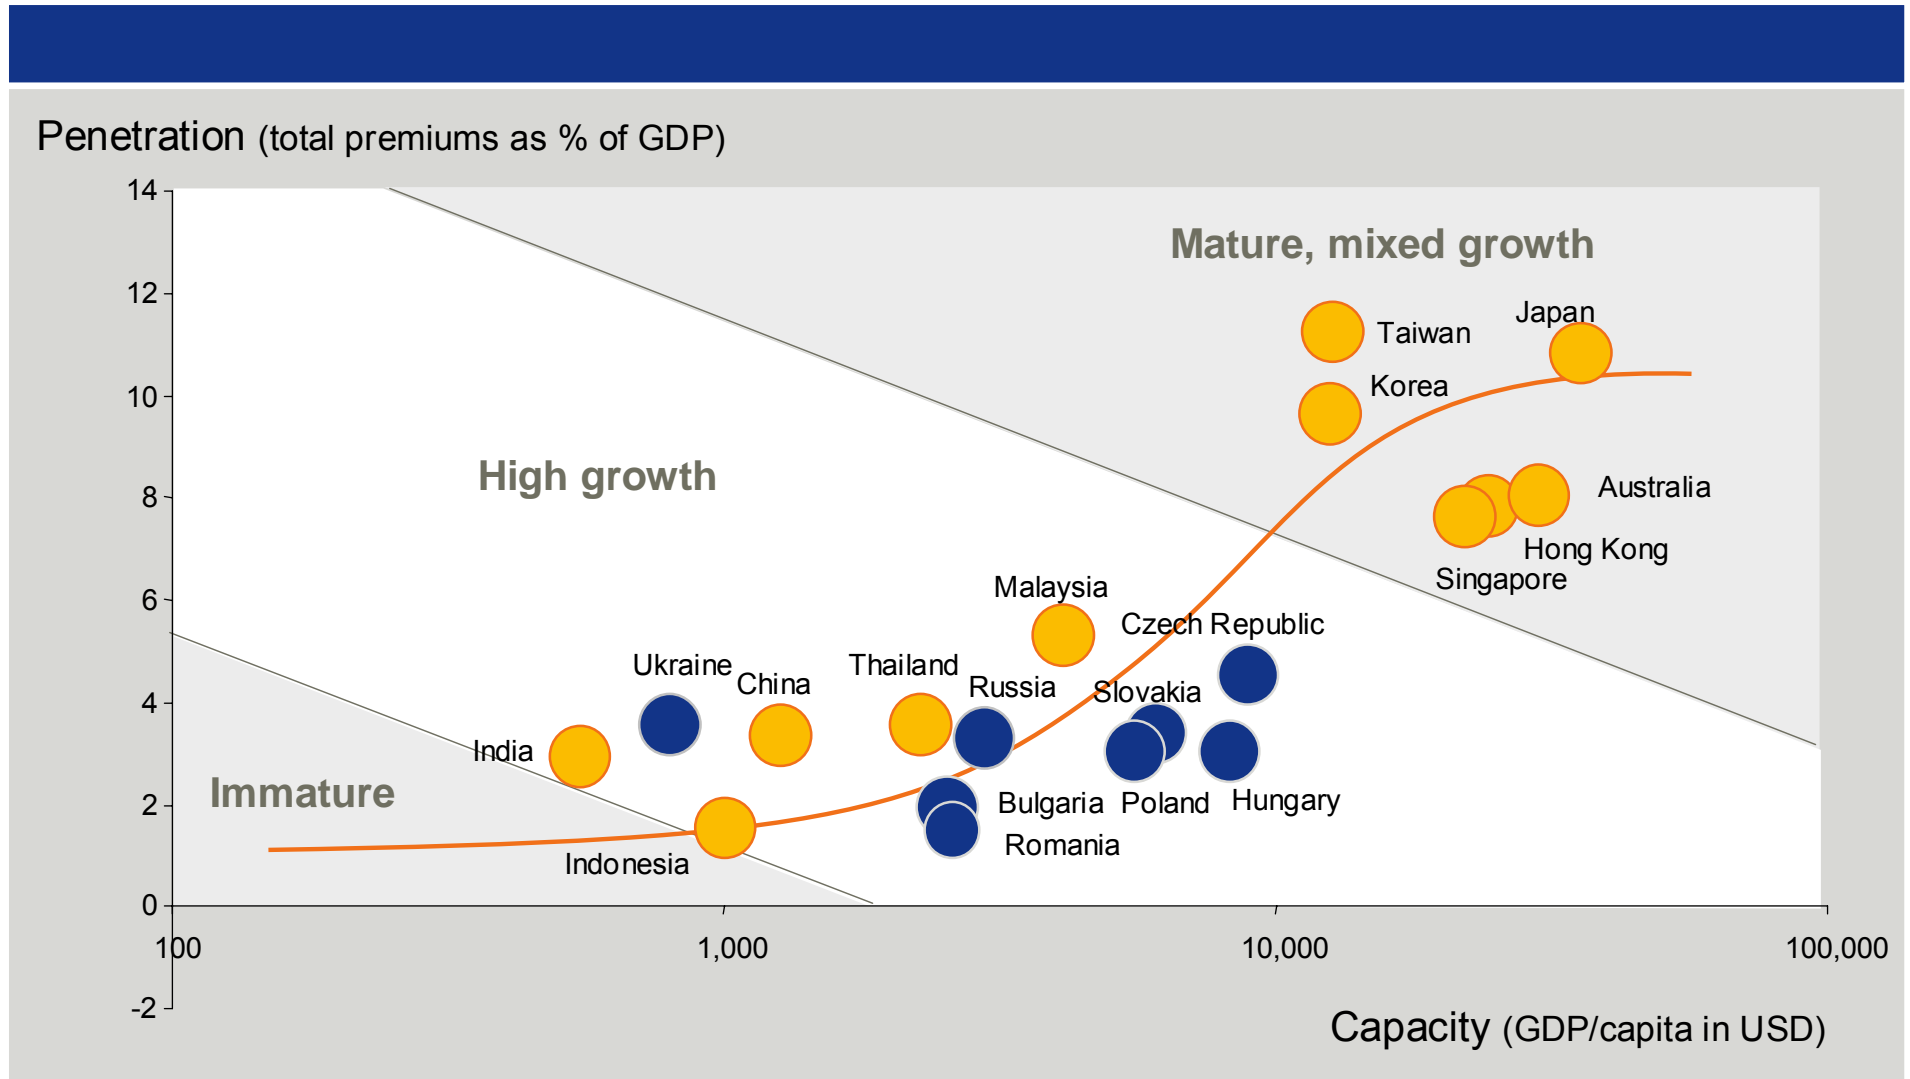 Penetration (total premiums as % of GDP)
14
12
10
8
6
4
2
0
-2
Mature, mixed growth
Japan
Taiwan
Korea
High growth
Australia
Hong Kong
Singapore
Malaysia
Czech Republic
Ukraine
China
Thailand
Russia
Slovakia
India
Immature
Bulgaria
Poland
Hungary
Romania
Indonesia
100
1,000
10,000
100,000
Capacity (GDP/capita in USD)